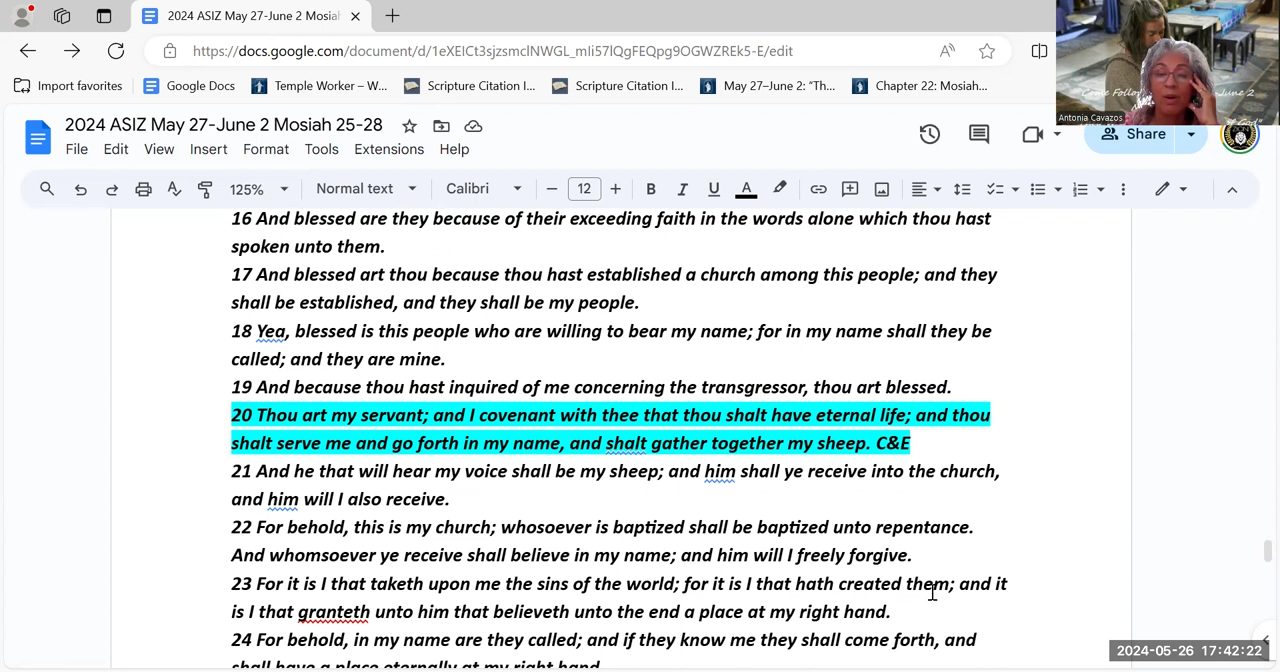 2024 ASIZ May 27-June 2 Mosiah
https://docs.google.com/document/d/1eXEICt3sjzsmclNWGL_mIi57lQgFEQpg9OGWZREk5-E/edit
Import favorites Google Docs Temple Worker – W... Scripture Citation I... Scripture Citation I... May 27–June 2: “Th... Chapter 22: Mosiah...
June 2
Antonia Cavazos
2024 ASIZ May 27-June 2 Mosiah 25-28
Share
File Edit View Insert Format Tools Extensions Help
125% Normal text Calibri 12 B I U A
16 And blessed are they because of their exceeding faith in the words alone which thou hast
spoken unto them.
17 And blessed art thou because thou hast established a church among this people; and they
shall be established, and they shall be my people.
18 Yea, blessed is this people who are willing to bear my name; for in my name shall they be
called; and they are mine.
19 And because thou hast inquired of me concerning the transgressor, thou art blessed.
20 Thou art my servant; and I covenant with thee that thou shalt have eternal life; and thou
shalt serve me and go forth in my name, and shalt gather together my sheep. C&E
21 And he that will hear my voice shall be my sheep; and him shall ye receive into the church,
and him will I also receive.
22 For behold, this is my church; whosoever is baptized shall be baptized unto repentance.
And whomsoever ye receive shall believe in my name; and him will I freely forgive.
23 For it is I that taketh upon me the sins of the world; for it is I that hath created them; and it
is I that granteth unto him that believeth unto the end a place at my right hand.
24 For behold, in my name are they called; and if they know me they shall come forth, and
shall have a place eternally at my right hand.
2024-05-26 17:42:22